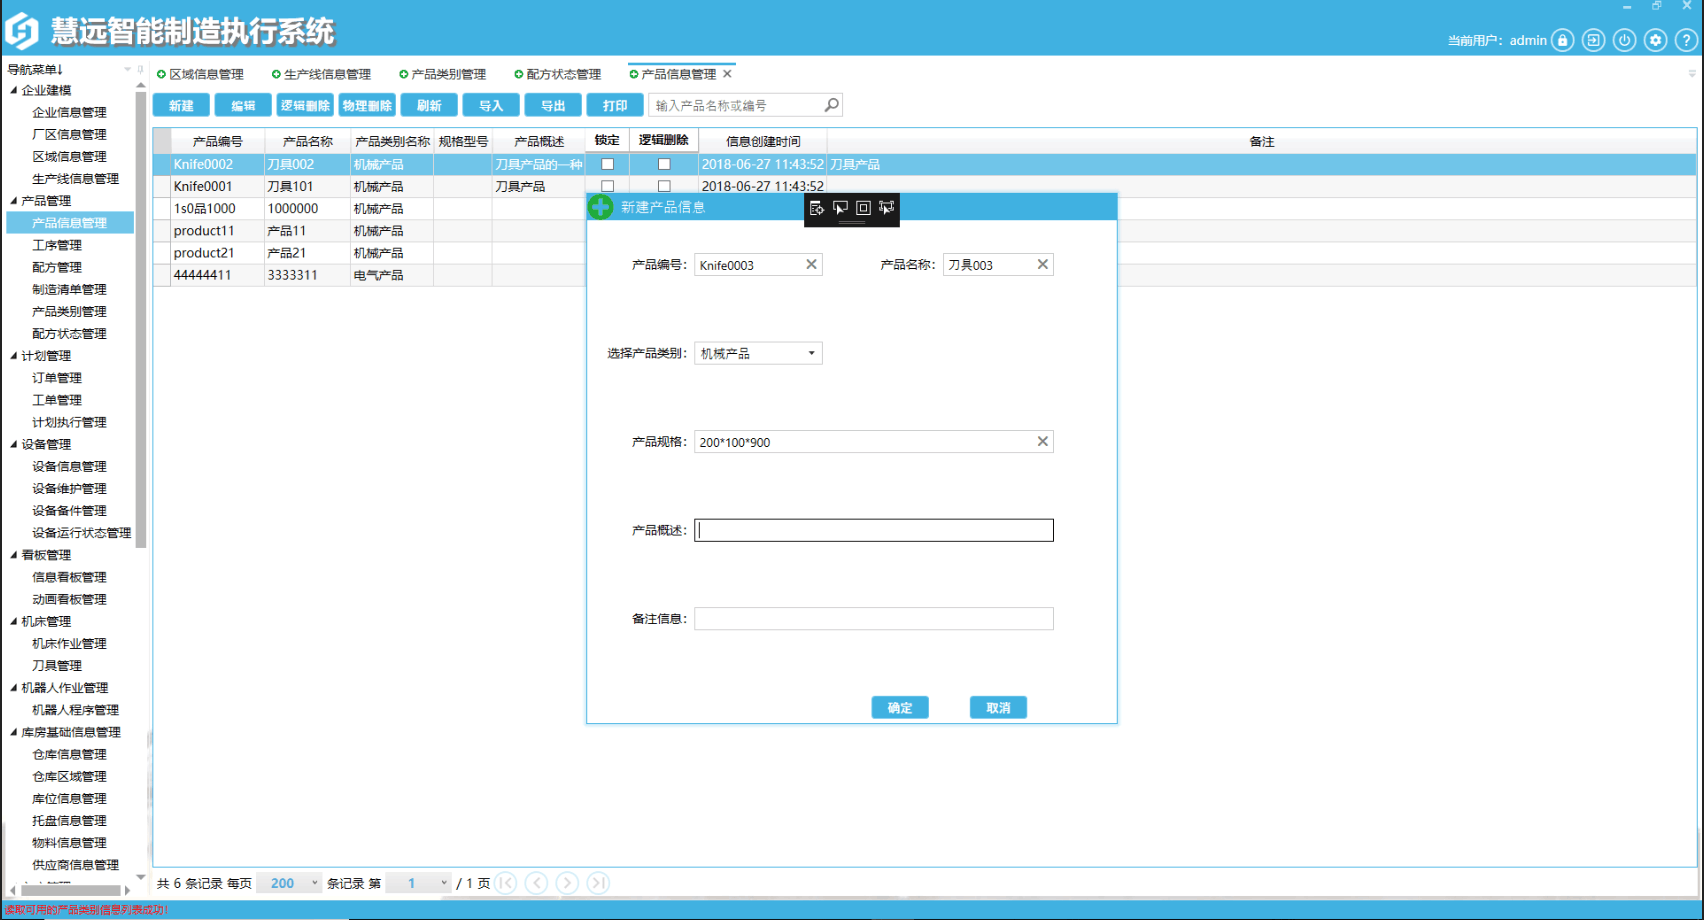 慧远智能制造执行系统
当前用户: admin
导航菜单↓
企业建模
企业信息管理
厂区信息管理
区域信息管理
生产线信息管理
产品管理
产品信息管理
工序管理
配方管理
制造清单管理
产品类别管理
配方状态管理
计划管理
订单管理
工单管理
计划执行管理
设备管理
设备信息管理
设备维护管理
设备备件管理
设备运行状态管理
看板管理
信息看板管理
动画看板管理
机床管理
机床作业管理
刀具管理
机器人作业管理
机器人程序管理
库房基础信息管理
仓库信息管理
仓库区域管理
库位信息管理
托盘信息管理
物料信息管理
供应商信息管理
区域信息管理 生产线信息管理 产品类别管理 配方状态管理 产品信息管理
新建 编辑 逻辑删除 物理删除 刷新 导入 导出 打印 输入产品名称或编号
产品编号 产品名称 产品类别名称 规格型号 产品概述 锁定 逻辑删除 信息创建时间 备注
Knife0002 刀具002 机械产品 刀具产品的一种 2018-06-27 11:43:52 刀具产品
Knife0001 刀具101 机械产品 刀具产品 2018-06-27 11:43:52
1s0品1000 1000000 机械产品
product11 产品11 机械产品
product21 产品21 机械产品
44444411 3333311 电气产品
新建产品信息
产品编号: Knife0003 产品名称: 刀具003
选择产品类别: 机械产品
产品规格: 200*100*900
产品概述:
备注信息:
确定 取消
共 6 条记录 每页 200 条记录 第 1 / 1 页
读取可用的产品类别信息列表成功!